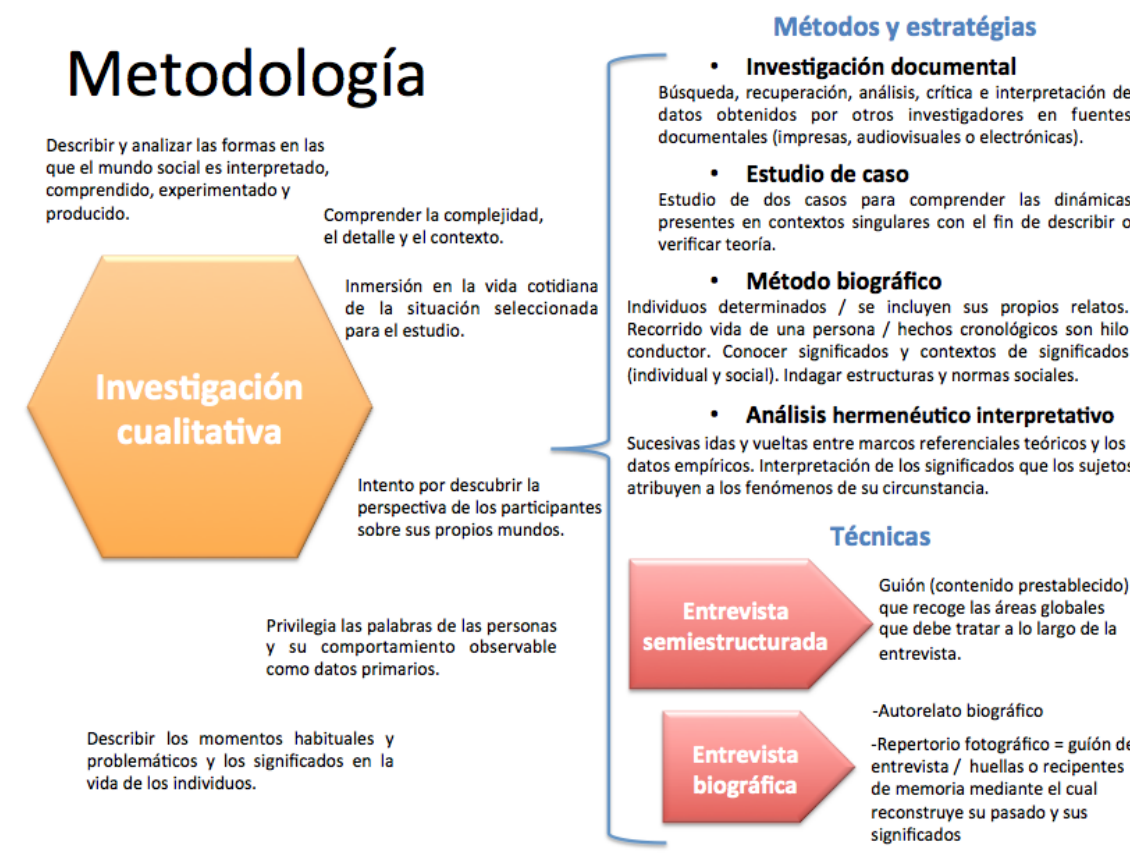 Metodología
Describir y analizar las formas en las
que el mundo social es interpretado,
comprendido, experimentado y
producido.
Comprender la complejidad,
el detalle y el contexto.
Inmersión en la vida cotidiana
de la situación seleccionada
para el estudio.
Investigación
cualitativa
Intento por descubrir la
perspectiva de los participantes
sobre sus propios mundos.
Privilegia las palabras de las personas
y su comportamiento observable
como datos primarios.
Describir los momentos habituales y
problemáticos y los significados en la
vida de los individuos.
Métodos y estratégias
• Investigación documental
Búsqueda, recuperación, análisis, crítica e interpretación de
datos obtenidos por otros investigadores en fuentes
documentales (impresas, audiovisuales o electrónicas).
• Estudio de caso
Estudio de dos casos para comprender las dinámicas
presentes en contextos singulares con el fin de describir o
verificar teoría.
• Método biográfico
Individuos determinados / se incluyen sus propios relatos.
Recorrido vida de una persona / hechos cronológicos son hilo
conductor. Conocer significados y contextos de significados
(individual y social). Indagar estructuras y normas sociales.
• Análisis hermenéutico interpretativo
Sucesivas idas y vueltas entre marcos referenciales teóricos y los
datos empíricos. Interpretación de los significados que los sujetos
atribuyen a los fenómenos de su circunstancia.
Técnicas
Entrevista
semiestructurada
Guión (contenido prestablecido)
que recoge las áreas globales
que debe tratar a lo largo de la
entrevista.
Entrevista
biográfica
-Autorelato biográfico
-Repertorio fotográfico = guíón de
entrevista / huellas o recipentes
de memoria mediante el cual
reconstruye su pasado y sus
significados